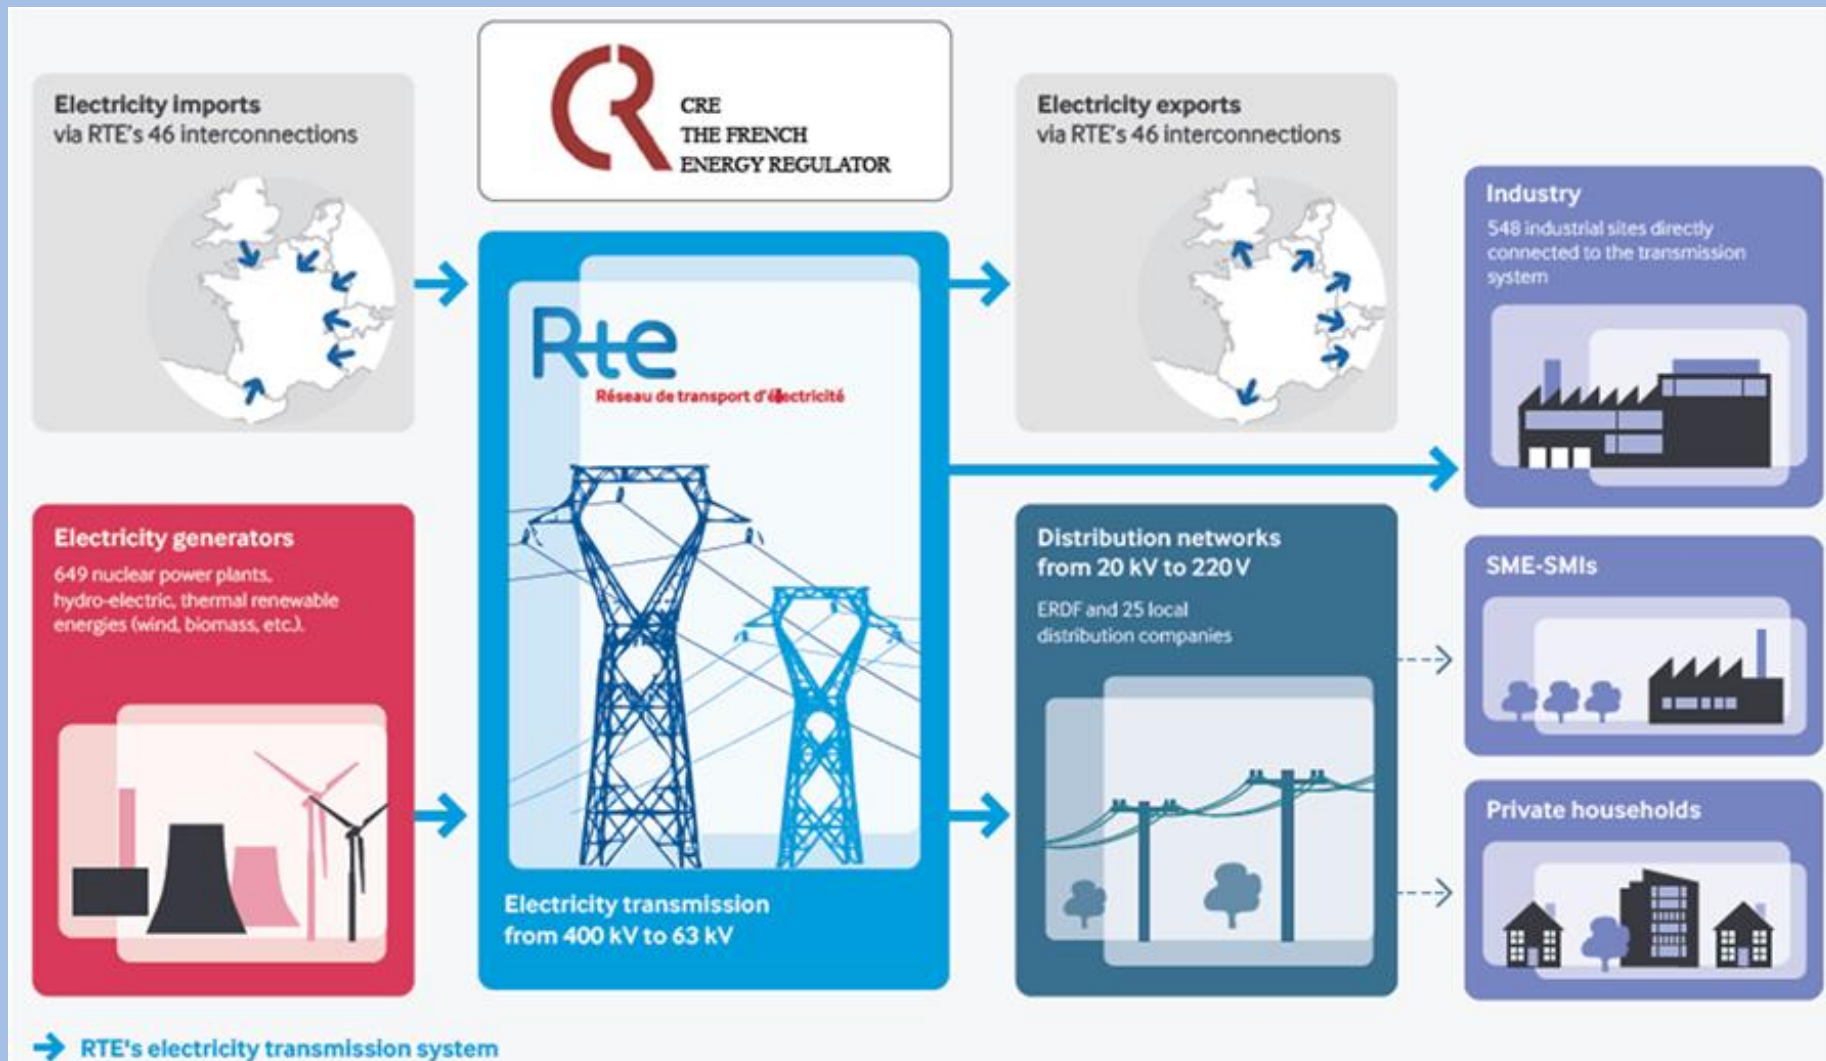 Electricity imports
via RTE's 46 interconnections
CRE
THE FRENCH
ENERGY REGULATOR
Electricity exports
via RTE's 46 interconnections
Industry
548 industrial sites directly
connected to the transmission
system
Rte
Réseau de transport d'électricité
Electricity generators
649 nuclear power plants,
hydro-electric, thermal renewable
energies (wind, biomass, etc.).
Electricity transmission
from 400 kV to 63 kV
Distribution networks
from 20 kV to 220 V
ERDF and 25 local
distribution companies
SME-SMIs
Private households
RTE's electricity transmission system